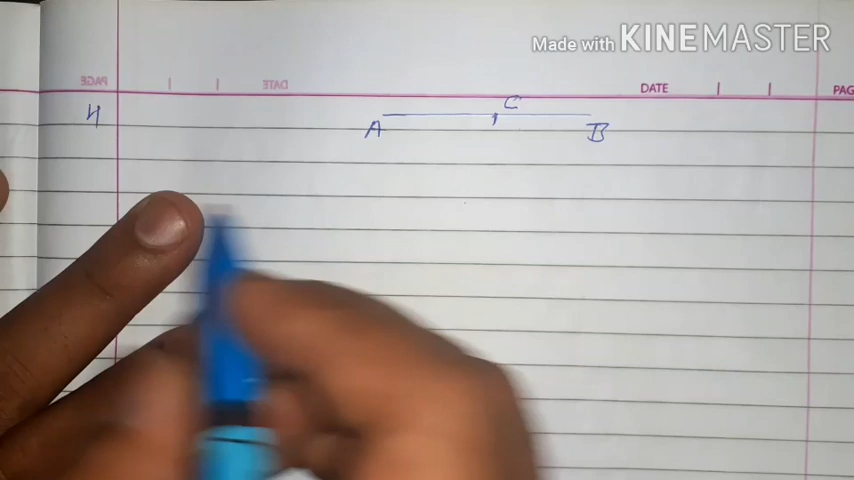 Made with KINEMASTER
PAGE DATE DATE PAG
4 C
A B